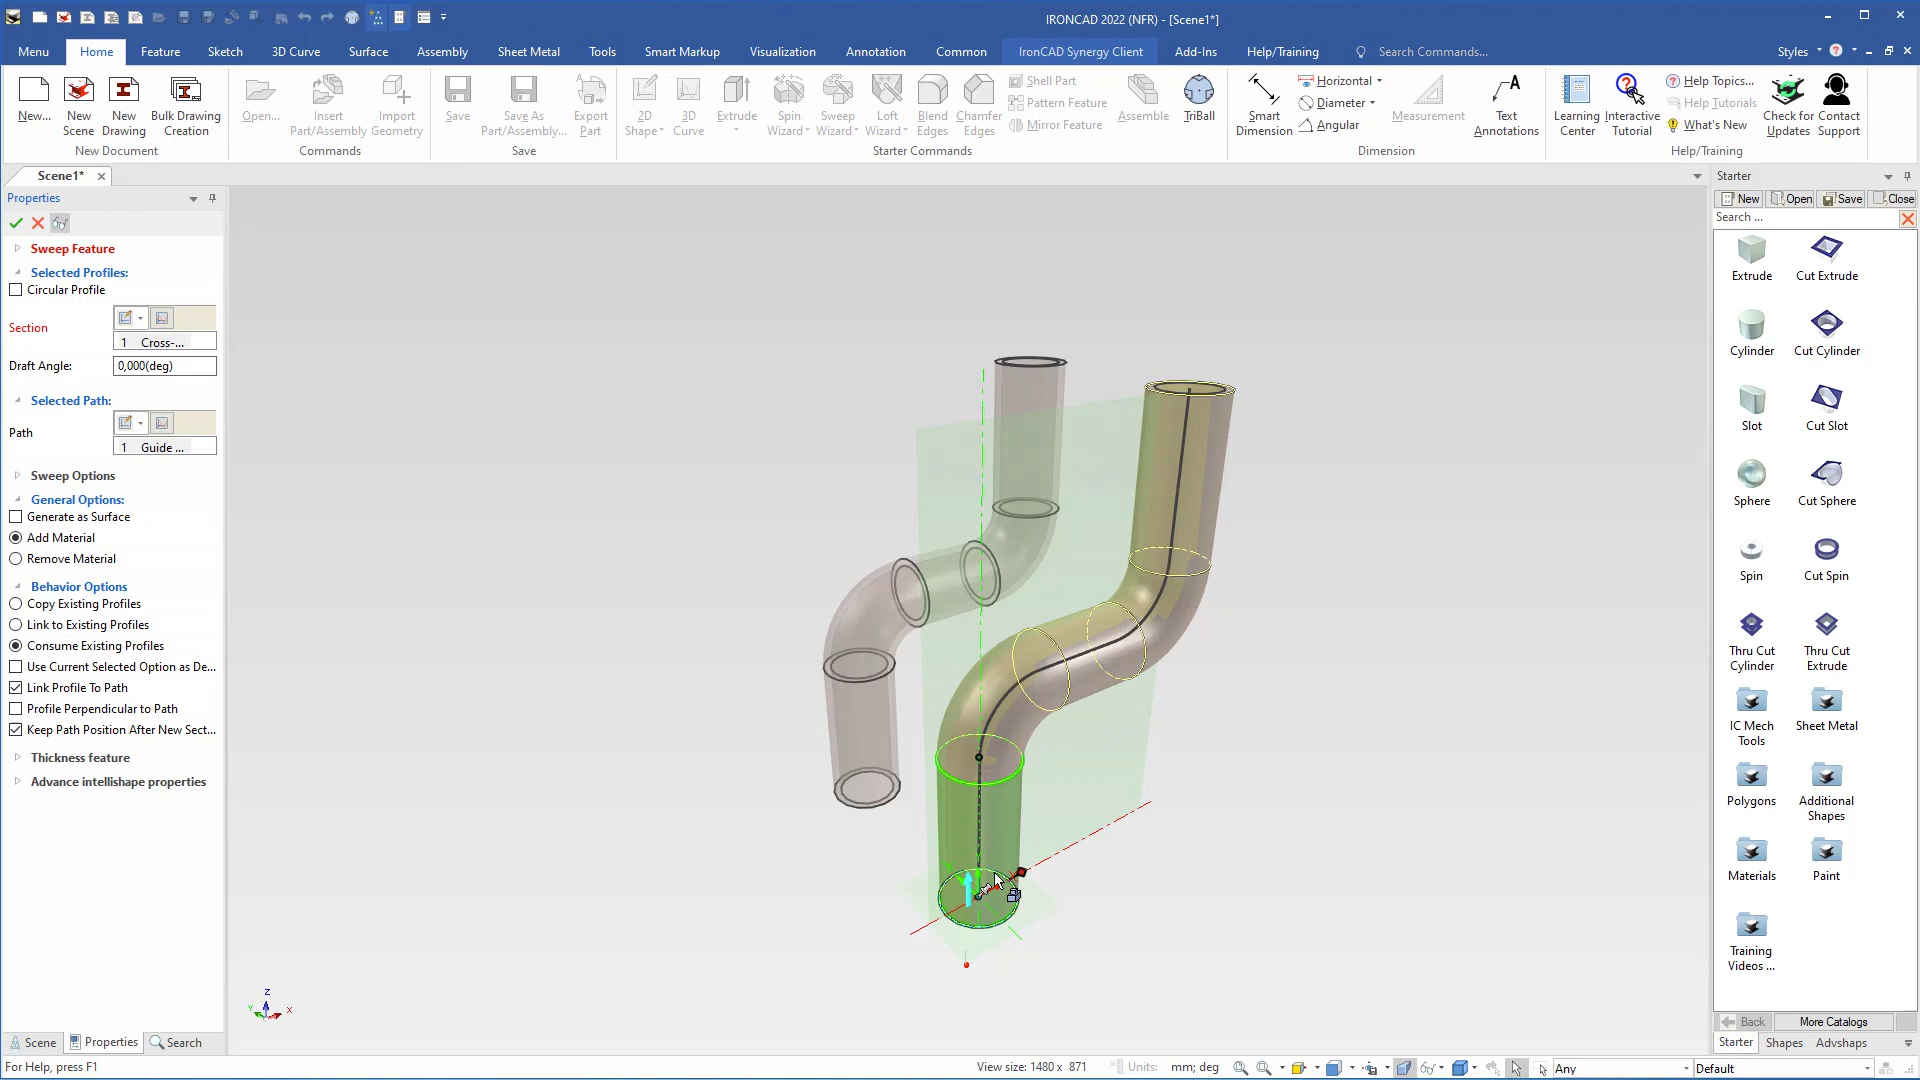 IRONCAD 2022 (NFR) - [Scene1*]
Menu Home Feature Sketch 3D Curve Surface Assembly Sheet Metal Tools Smart Markup Visualization Annotation Common IronCAD Synergy Client Add-Ins Help/Training Search Commands... Styles
New... New Scene New Drawing Bulk Drawing Creation
New Document
Open... Insert Part/Assembly Import Geometry
Commands
Save Save As Part/Assembly... Export Part
Save
2D Shape 3D Curve Extrude Spin Wizard Sweep Wizard Loft Wizard Blend Edges Chamfer Edges
Shell Part
Pattern Feature
Mirror Feature
Assemble TriBall
Starter Commands
Smart Dimension
Horizontal
Diameter
Angular
Measurement Text Annotations
Dimension
Learning Center Interactive Tutorial
Help Topics...
Help Tutorials
What's New
Check for Updates Contact Support
Help/Training
Scene1*
Properties
Sweep Feature
Selected Profiles:
Circular Profile
Section
1 Cross-...
Draft Angle: 0,000(deg)
Selected Path:
Path
1 Guide ...
Sweep Options
General Options:
Generate as Surface
Add Material
Remove Material
Behavior Options
Copy Existing Profiles
Link to Existing Profiles
Consume Existing Profiles
Use Current Selected Option as De...
Link Profile To Path
Profile Perpendicular to Path
Keep Path Position After New Sect...
Thickness feature
Advance intellishape properties
Z
Y
X
Scene Properties Search
Starter
New Open Save Close
Search ...
Extrude Cut Extrude
Cylinder Cut Cylinder
Slot Cut Slot
Sphere Cut Sphere
Spin Cut Spin
Thru Cut Cylinder Thru Cut Extrude
IC Mech Tools Sheet Metal
Polygons Additional Shapes
Materials Paint
Training Videos ...
Back More Catalogs
Starter Shapes Advshaps
For Help, press F1 View size: 1480 x 871 Units: mm; deg Any Default